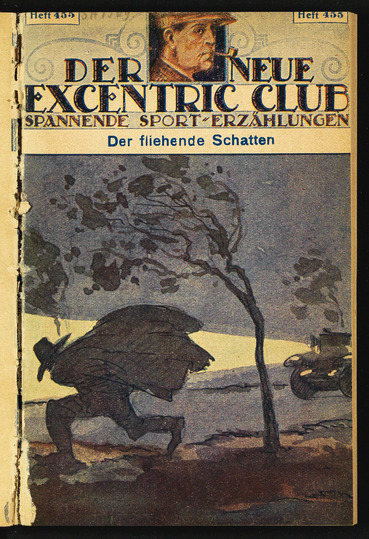 Heft 455 Heft 455
DER NEUE
EXCENTRIC CLUB
SPANNENDE SPORT-ERZÄHLUNGEN
Der fliehende Schatten